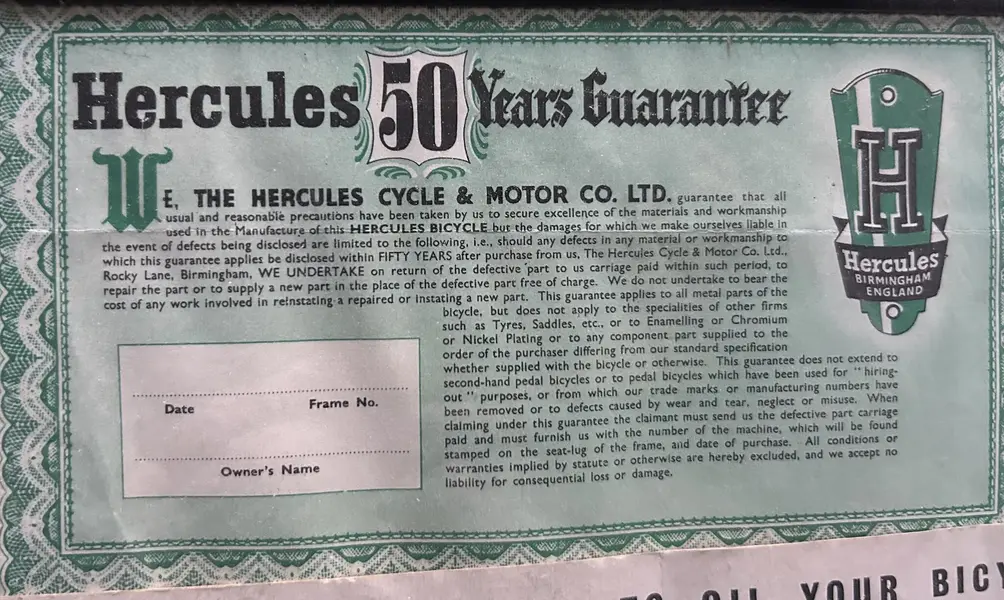 Hercules 50 Years Guarantee
WE, THE HERCULES CYCLE & MOTOR CO. LTD. guarantee that all
usual and reasonable precautions have been taken by us to secure excellence of the materials and workmanship
used in the Manufacture of this HERCULES BICYCLE but the damages for which we make ourselves liable in
the event of defects being disclosed are limited to the following, i.e., should any defects in any material or workmanship to
which this guarantee applies be disclosed within FIFTY YEARS after purchase from us, The Hercules Cycle & Motor Co. Ltd.,
Rocky Lane, Birmingham, WE UNDERTAKE on return of the defective part to us carriage paid within such period, to
repair the part or to supply a new part in the place of the defective part free of charge. We do not undertake to bear the
cost of any work involved in reinstating a repaired or instating a new part. This guarantee applies to all metal parts of the
bicycle, but does not apply to the specialities of other firms
such as Tyres, Saddles, etc., or to Enamelling or Chromium
or Nickel Plating or to any component part supplied to the
order of the purchaser differing from our standard specification
whether supplied with the bicycle or otherwise. This guarantee does not extend to
second-hand pedal bicycles or to pedal bicycles which have been used for "hiring-
out" purposes, or from which our trade marks or manufacturing numbers have
been removed or to defects caused by wear and tear, neglect or misuse. When
claiming under this guarantee the claimant must send us the defective part carriage
paid and must furnish us with the number of the machine, which will be found
stamped on the seat-lug of the frame, and date of purchase. All conditions or
warranties implied by statute or otherwise are hereby excluded, and we accept no
liability for consequential loss or damage.
Date Frame No.
Owner's Name
H
Hercules
BIRMINGHAM
ENGLAND
TO OIL YOUR BICY